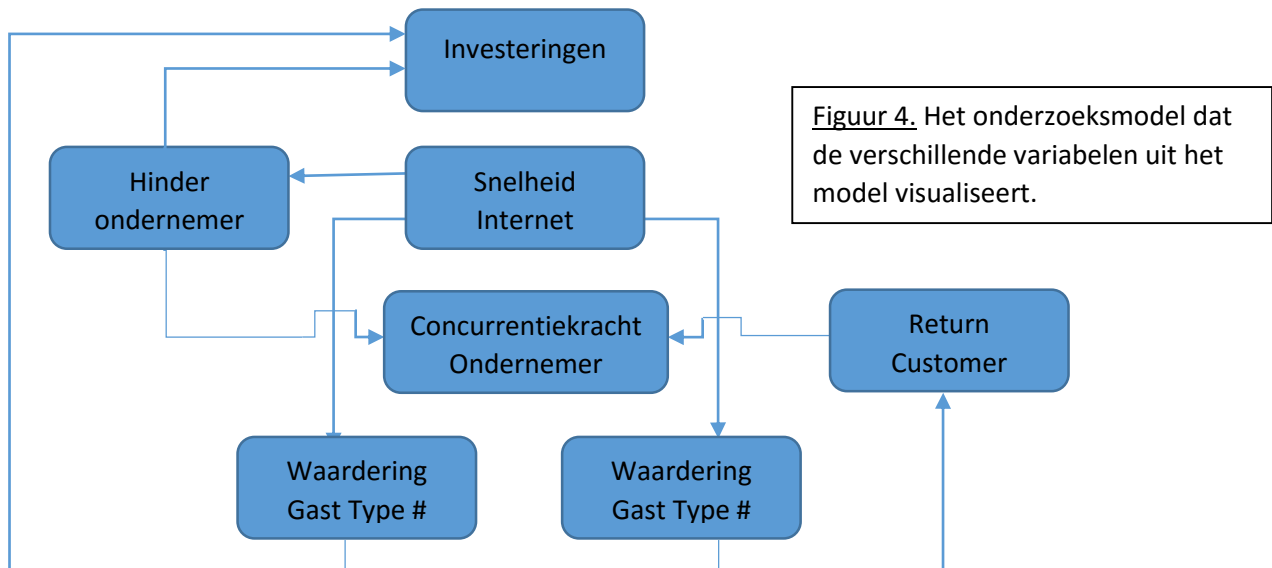 Investeringen
Figuur 4. Het onderzoeksmodel dat
de verschillende variabelen uit het
model visualiseert.
Hinder
ondernemer
Snelheid
Internet
Concurrentiekracht
Ondernemer
Return
Customer
Waardering
Gast Type #
Waardering
Gast Type #